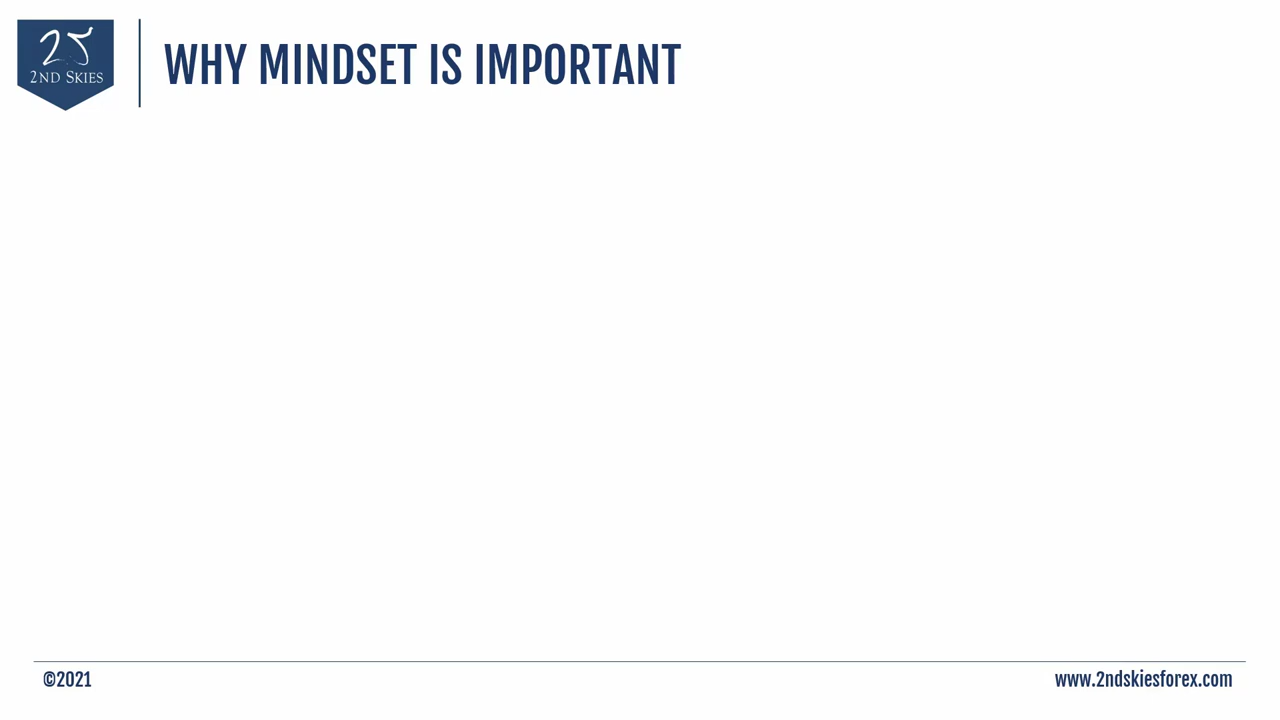 2S
2ND SKIES
WHY MINDSET IS IMPORTANT
©2021
www.2ndskiesforex.com